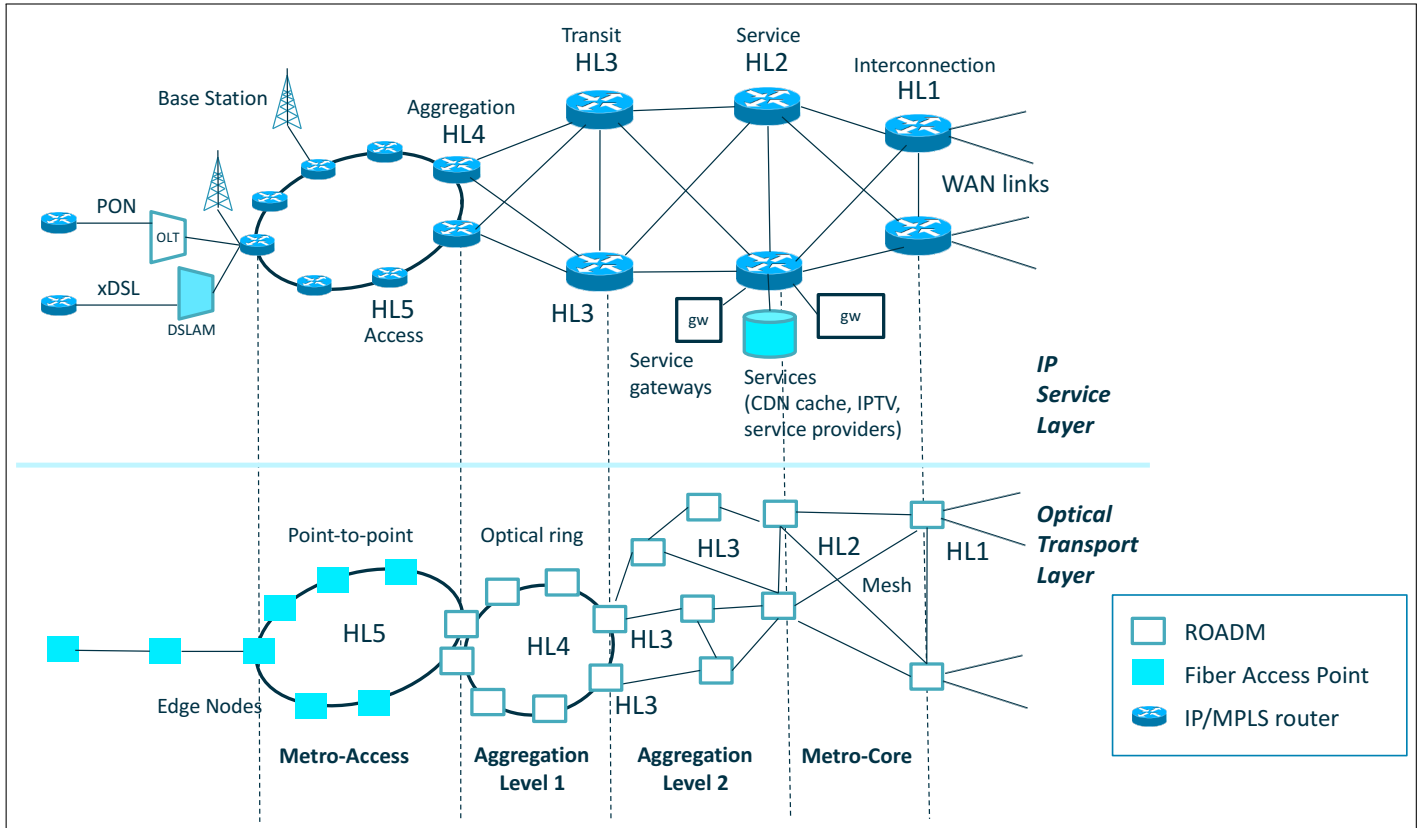 Transit
HL3
Service
HL2
Interconnection
HL1
Base Station
Aggregation
HL4
WAN links
PON
OLT
xDSL
DSLAM
HL5
Access
HL3
gw
gw
Service
gateways
Services
(CDN cache, IPTV,
service providers)
IP
Service
Layer
Point-to-point
Optical ring
HL3
HL2
HL1
Optical
Transport
Layer
Mesh
HL5
HL4
HL3
HL3
Edge Nodes
Metro-Access
Aggregation
Level 1
Aggregation
Level 2
Metro-Core
ROADM
Fiber Access Point
IP/MPLS router